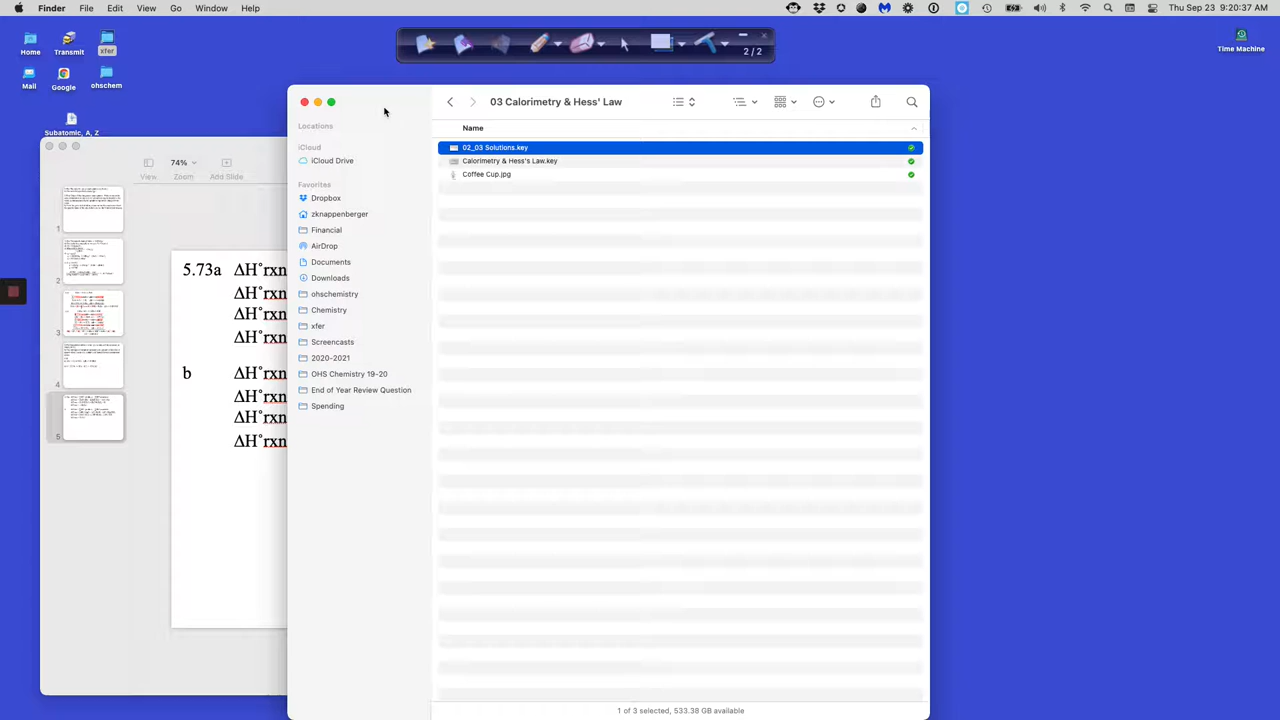 Finder File Edit View Go Window Help
Thu Sep 23 9:20:37 AM
Home
Transmit
xfer
Mail
Google
ohschem
Subatomic, A, Z
Time Machine
2 / 2
03 Calorimetry & Hess' Law
Locations
iCloud
iCloud Drive
Favorites
Dropbox
zknappenberger
Financial
AirDrop
Documents
Downloads
ohschemistry
Chemistry
xfer
Screencasts
2020-2021
OHS Chemistry 19-20
End of Year Review Question
Spending
Name
02_03 Solutions.key
Calorimetry & Hess's Law.key
Coffee Cup.jpg
1 of 3 selected, 533.38 GB available
74%
View
Zoom
Add Slide
1
2
3
4
5
5.73a ΔH°rxn
ΔH°rxn
ΔH°rxn
ΔH°rxn
b ΔH°rxn
ΔH°rxn
ΔH°rxn
ΔH°rxn